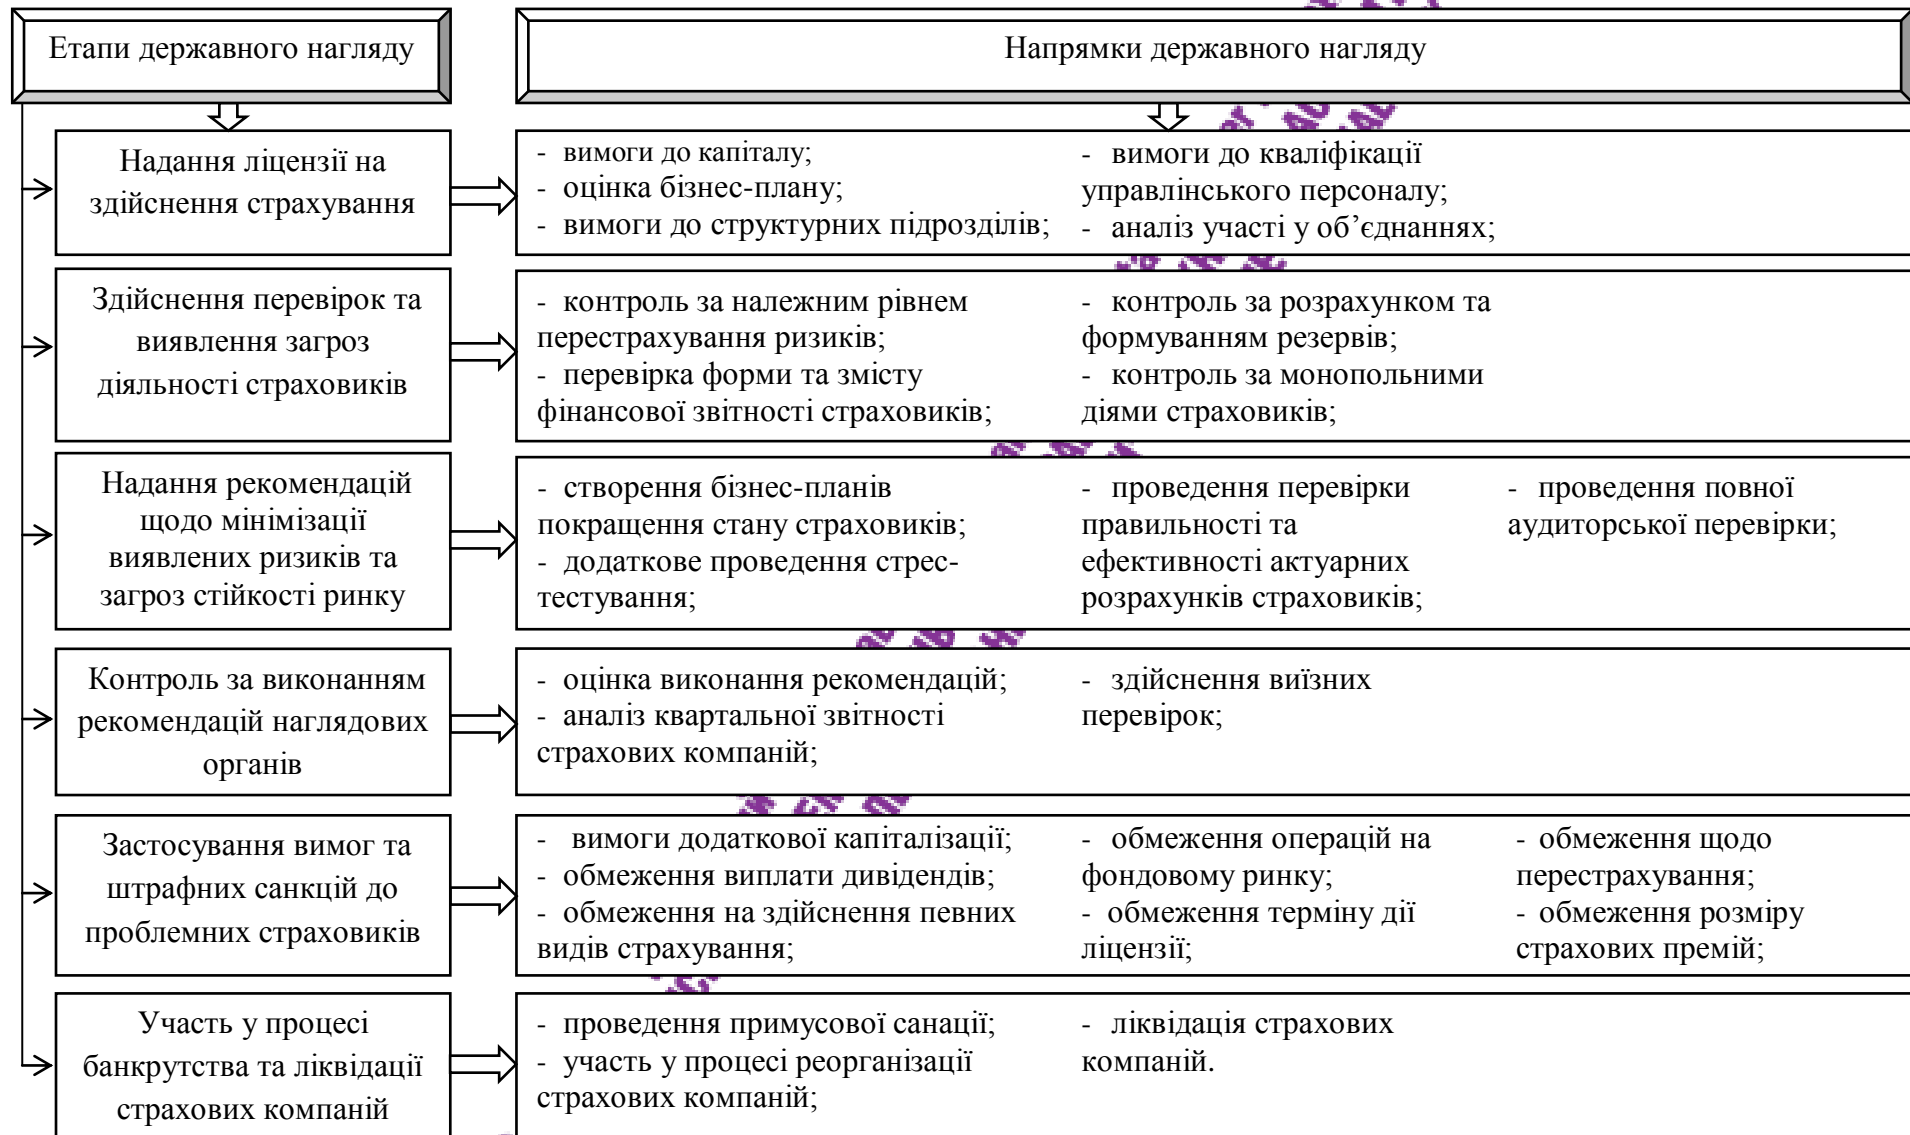 Етапи державного нагляду
Напрямки державного нагляду
Надання ліцензії на
здійснення страхування
- вимоги до капіталу;
- оцінка бізнес-плану;
- вимоги до структурних підрозділів;
- вимоги до кваліфікації
управлінського персоналу;
- аналіз участі у об’єднаннях;
Здійснення перевірок та
виявлення загроз
діяльності страховиків
- контроль за належним рівнем
перестрахування ризиків;
- перевірка форми та змісту
фінансової звітності страховиків;
- контроль за розрахунком та
формуванням резервів;
- контроль за монопольними
діями страховиків;
Надання рекомендацій
щодо мінімізації
виявлених ризиків та
загроз стійкості ринку
- створення бізнес-планів
покращення стану страховиків;
- додаткове проведення стрес-
тестування;
- проведення перевірки
правильності та
ефективності актуарних
розрахунків страховиків;
- проведення повної
аудиторської перевірки;
Контроль за виконанням
рекомендацій наглядових
органів
- оцінка виконання рекомендацій;
- аналіз квартальної звітності
страхових компаній;
- здійснення виїзних
перевірок;
Застосування вимог та
штрафних санкцій до
проблемних страховиків
- вимоги додаткової капіталізації;
- обмеження виплати дивідендів;
- обмеження на здійснення певних
видів страхування;
- обмеження операцій на
фондовому ринку;
- обмеження терміну дії
ліцензії;
- обмеження щодо
перестрахування;
- обмеження розміру
страхових премій;
Участь у процесі
банкрутства та ліквідації
страхових компаній
- проведення примусової санації;
- участь у процесі реорганізації
страхових компаній;
- ліквідація страхових
компаній.